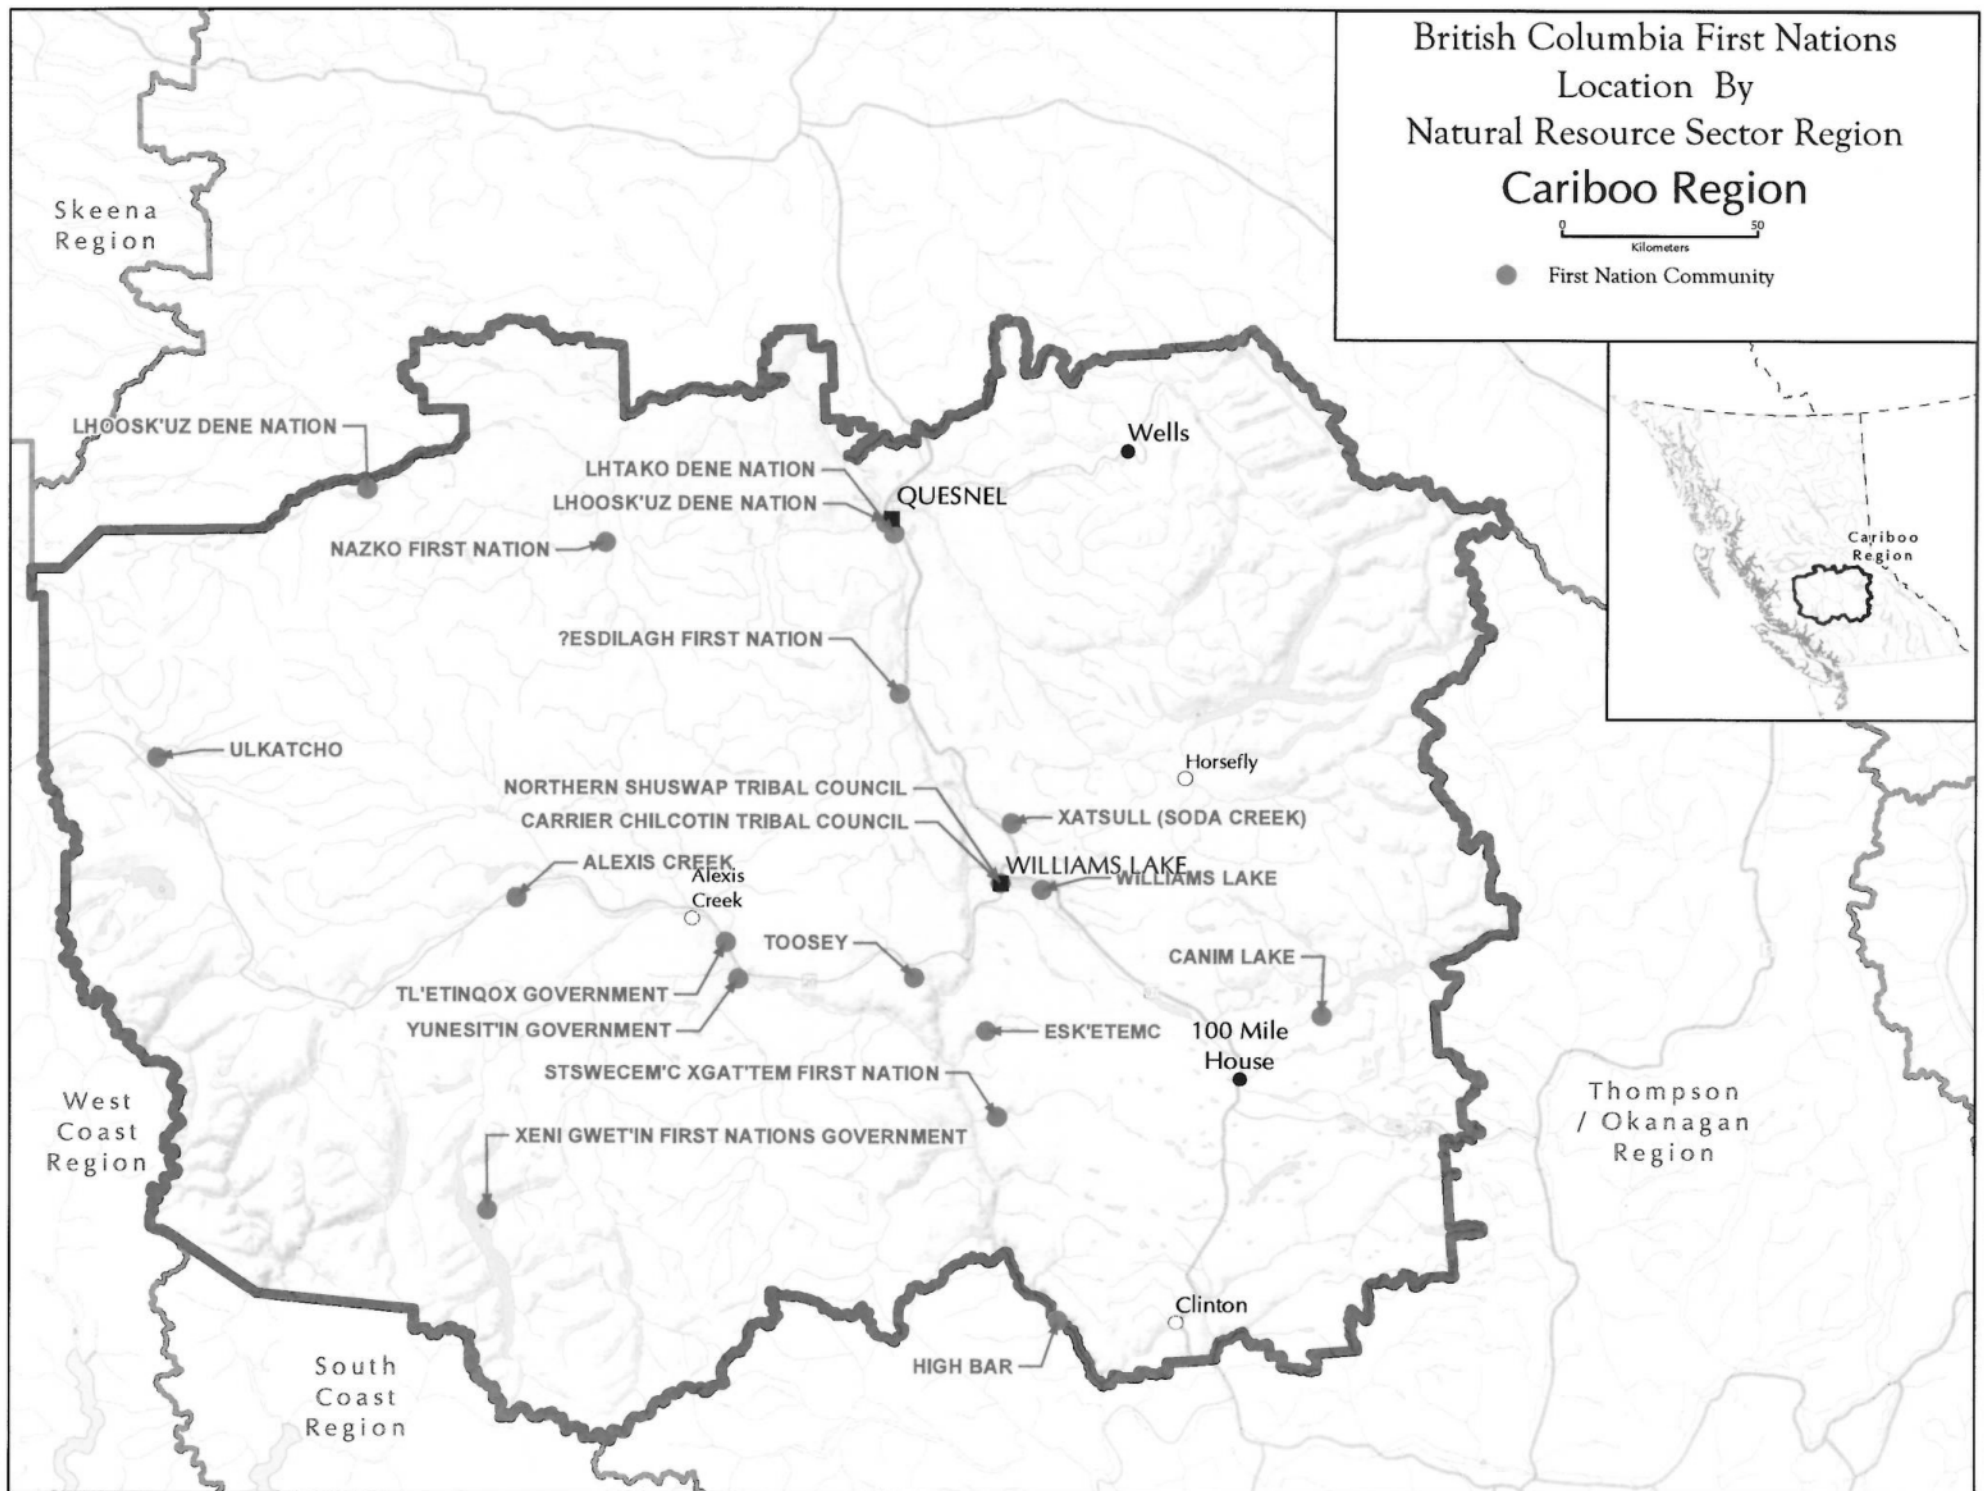 British Columbia First Nations
Location By
Natural Resource Sector Region
Cariboo Region
0 50
Kilometers
First Nation Community
Skeena
Region
LHOOSK'UZ DENE NATION
Wells
LHTAKO DENE NATION
QUESNEL
LHOOSK'UZ DENE NATION
NAZKO FIRST NATION
Cariboo
Region
?ESDILAGH FIRST NATION
ULKATCHO
Horsefly
NORTHERN SHUSWAP TRIBAL COUNCIL
XATSULL (SODA CREEK)
CARRIER CHILCOTIN TRIBAL COUNCIL
ALEXIS CREEK
WILLIAMS LAKE
Alexis
Creek
WILLIAMS LAKE
TOOSEY
CANIM LAKE
TL'ETINQOX GOVERNMENT
YUNESIT'IN GOVERNMENT
ESK'ETEMC
100 Mile
House
STSWECEM'C XGAT'TEM FIRST NATION
West
Coast
Region
Thompson
/ Okanagan
Region
XENI GWET'IN FIRST NATIONS GOVERNMENT
Clinton
HIGH BAR
South
Coast
Region